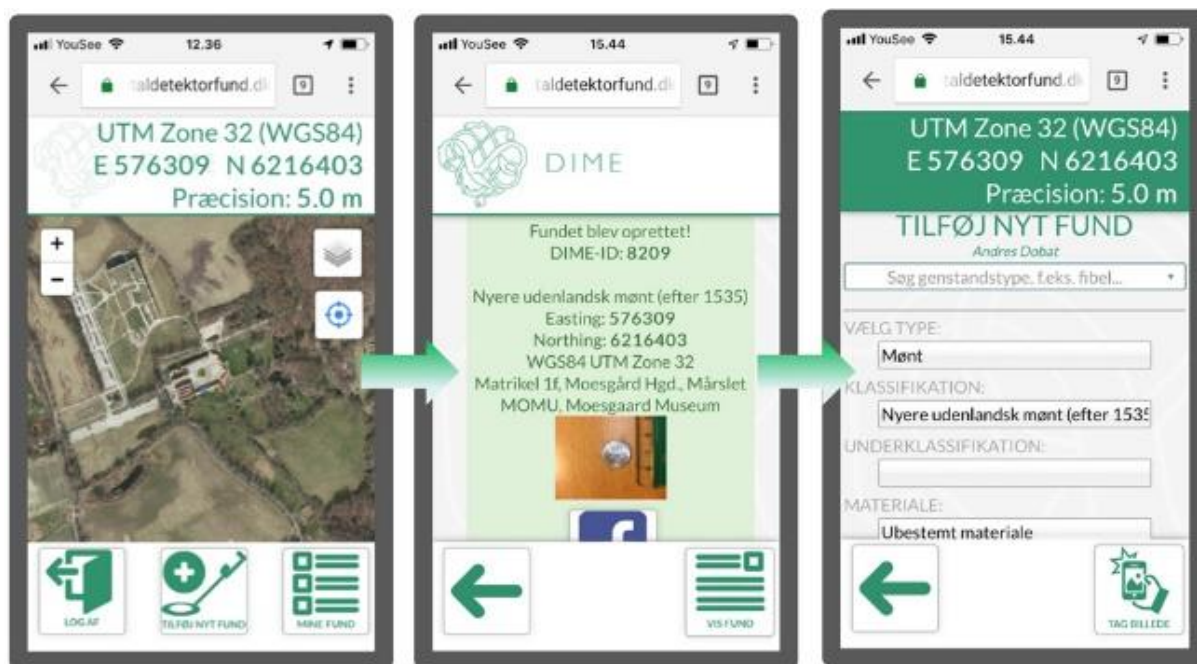 YouSee 12.36
aldetektorfund.d 9
UTM Zone 32 (WGS84)
E 576309 N 6216403
Præcision: 5.0 m
+
−
LOG AF
TILFØJ NYT FUND
MINE FUND
YouSee 15.44
aldetektorfund.d 9
DIME
Fundet blev oprettet!
DIME-ID: 8209
Nyere udenlandsk mønt (efter 1535)
Easting: 576309
Northing: 6216403
WGS84 UTM Zone 32
Matrikel 1f, Moesgård Hgd., Mårslet
MOMU, Moesgaard Museum
VIS FUND
YouSee 15.44
aldetektorfund.d 9
UTM Zone 32 (WGS84)
E 576309 N 6216403
Præcision: 5.0 m
TILFØJ NYT FUND
Andres Dobat
Søg genstandstype, f.eks. fibel...
VÆLG TYPE:
Mønt
KLASSIFIKATION:
Nyere udenlandsk mønt (efter 1535
UNDERKLASSIFIKATION:
MATERIALE:
Ubestemt materiale
TAG BILLEDE